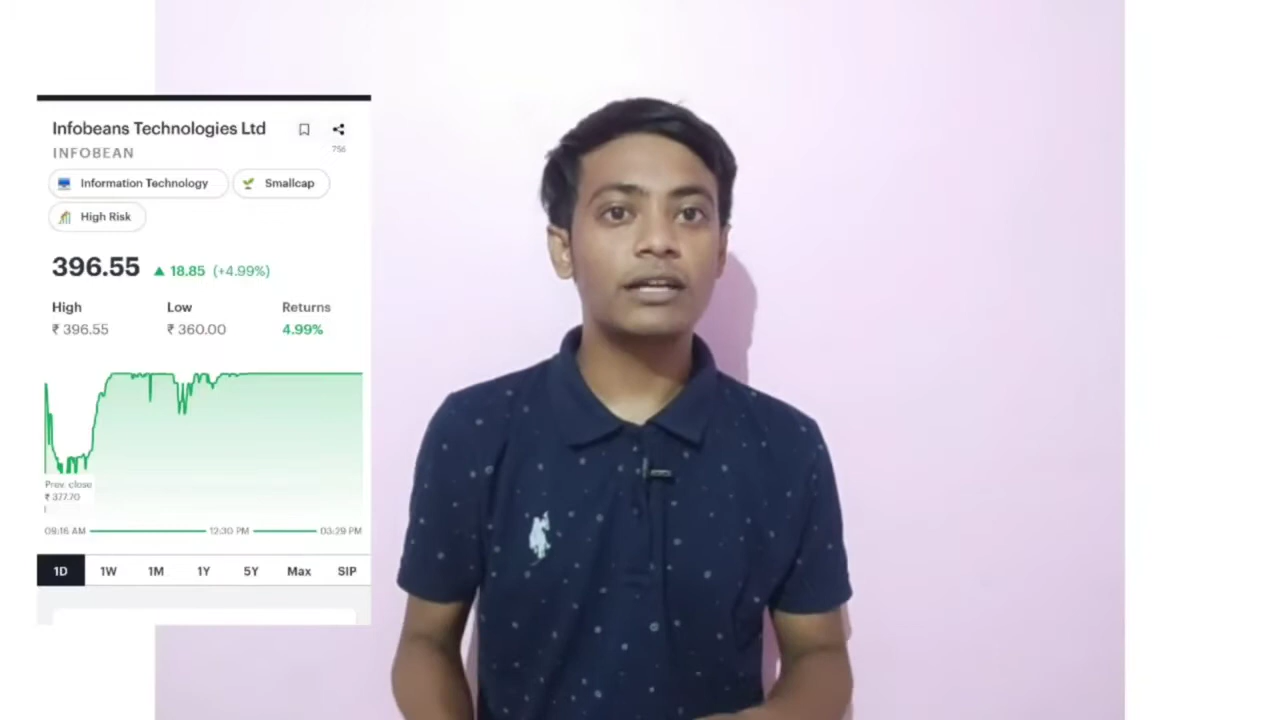 Infobeans Technologies Ltd
756
INFOBEAN
Information Technology Smallcap
High Risk
396.55 ▲ 18.85 (+4.99%)
High Low Returns
₹ 396.55 ₹ 360.00 4.99%
Prev. close
₹ 377.70
09:16 AM 12:30 PM 03:29 PM
1D 1W 1M 1Y 5Y Max SIP